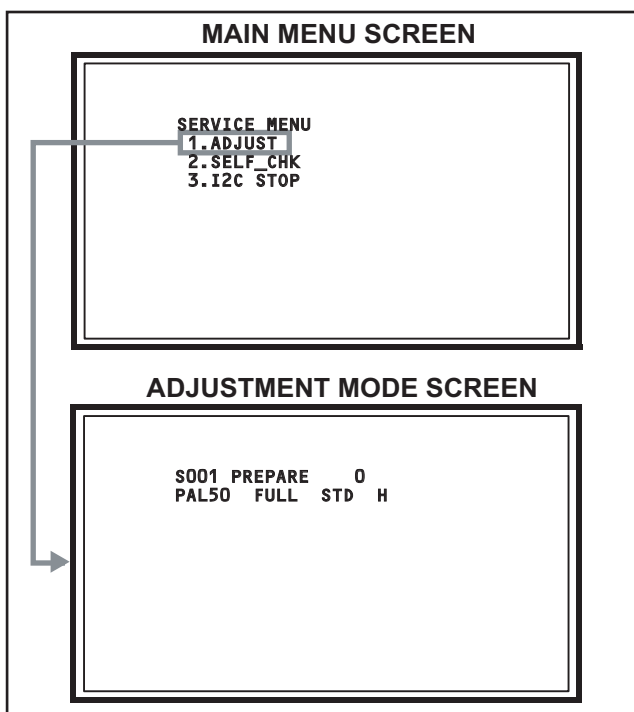 MAIN MENU SCREEN
SERVICE MENU
1.ADJUST
2.SELF_CHK
3.I2C STOP
ADJUSTMENT MODE SCREEN
S001 PREPARE 0
PAL50 FULL STD H